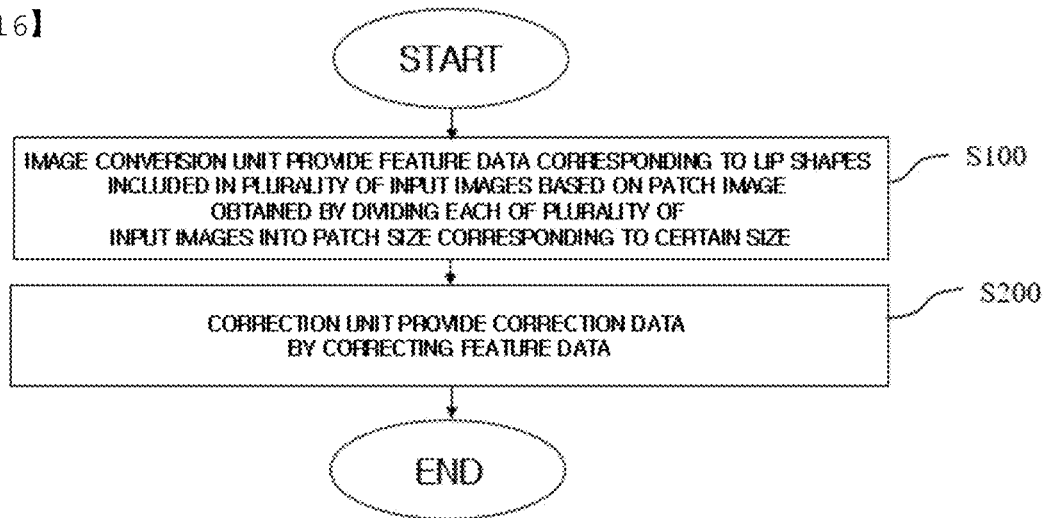 16】
START
IMAGE CONVERSION UNIT PROVIDE FEATURE DATA CORRESPONDING TO LIP SHAPES
INCLUDED IN PLURALITY OF INPUT IMAGES BASED ON PATCH IMAGE
OBTAINED BY DIVIDING EACH OF PLURALITY OF
INPUT IMAGES INTO PATCH SIZE CORRESPONDING TO CERTAIN SIZE
S100
CORRECTION UNIT PROVIDE CORRECTION DATA
BY CORRECTING FEATURE DATA
S200
END